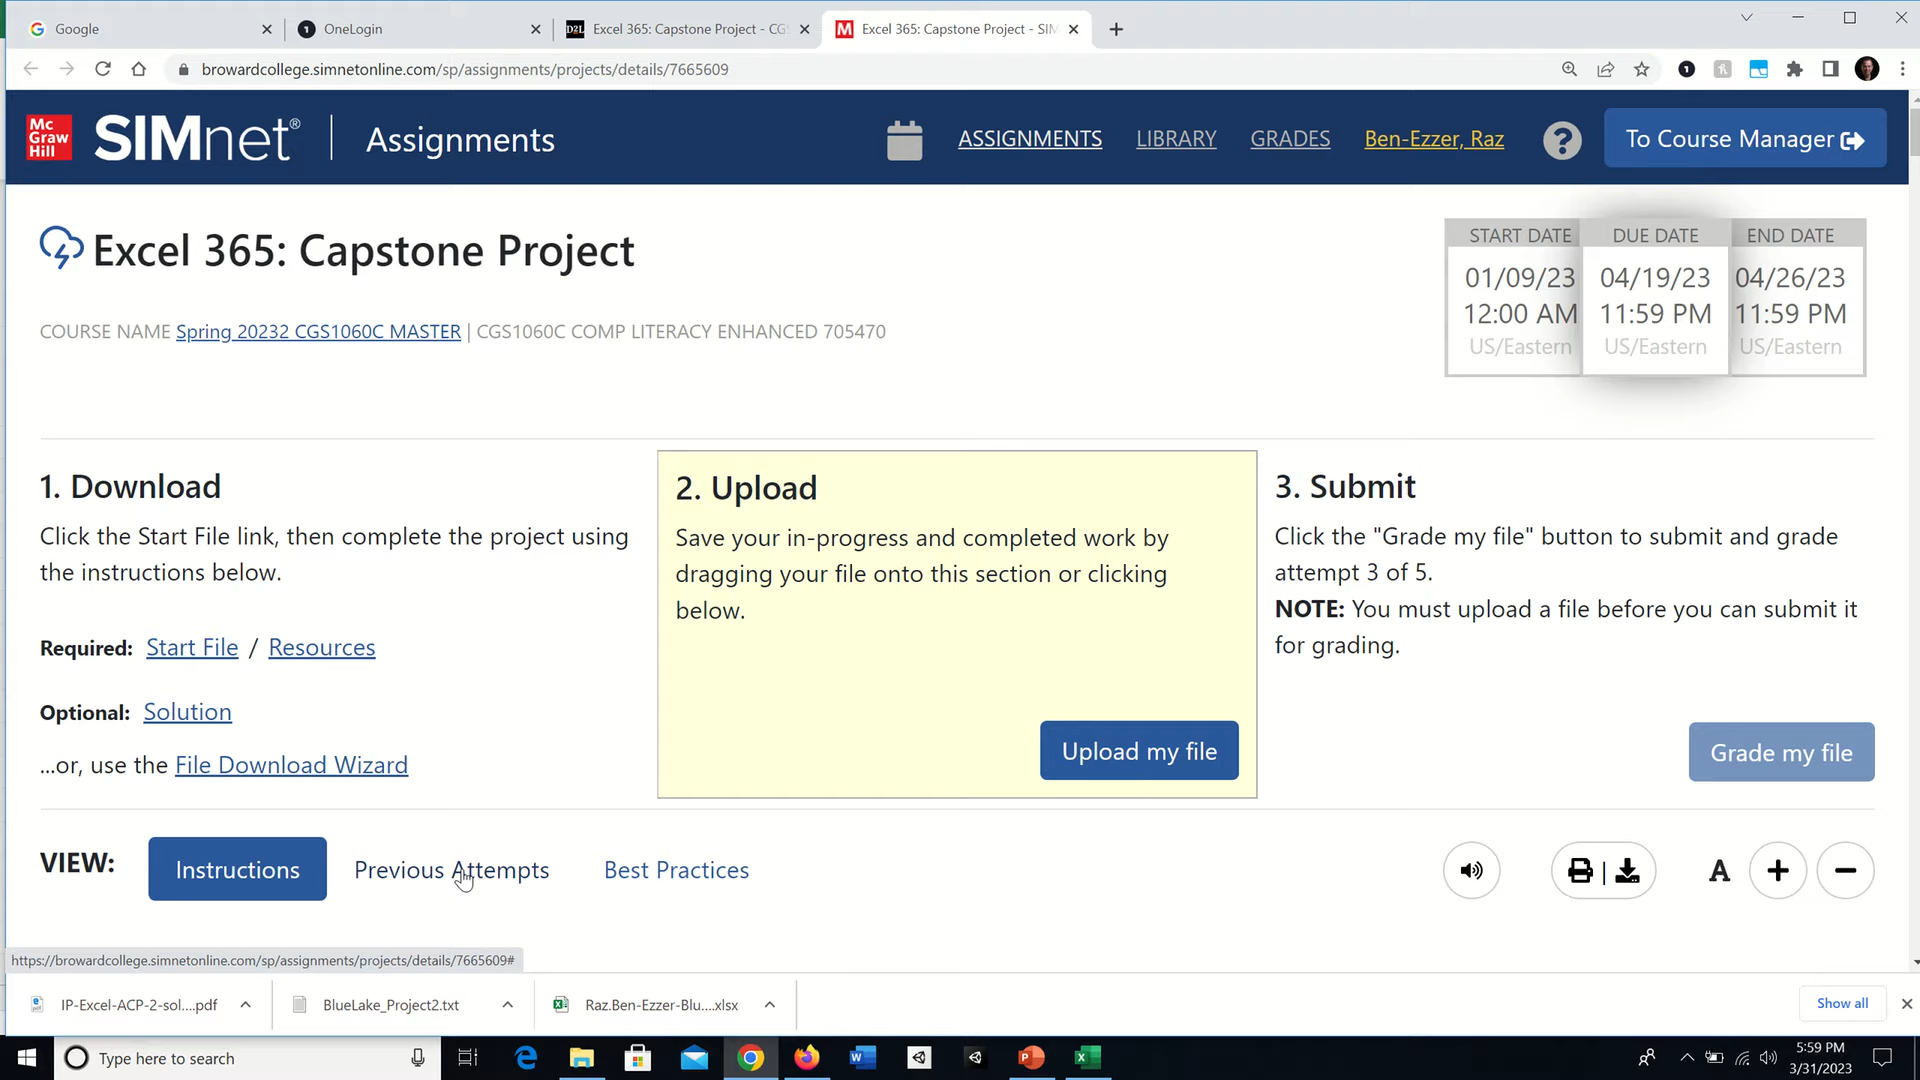 Google
OneLogin
D2L
Excel 365: Capstone Project - CGS
M
Excel 365: Capstone Project - SIM
browardcollege.simnetonline.com/sp/assignments/projects/details/7665609
Mc
Graw
Hill
SIMnet®
Assignments
ASSIGNMENTS
LIBRARY
GRADES
Ben-Ezzer, Raz
?
To Course Manager
Excel 365: Capstone Project
COURSE NAME Spring 20232 CGS1060C MASTER | CGS1060C COMP LITERACY ENHANCED 705470
START DATE
01/09/23
12:00 AM
US/Eastern
DUE DATE
04/19/23
11:59 PM
US/Eastern
END DATE
04/26/23
11:59 PM
US/Eastern
1. Download
Click the Start File link, then complete the project using
the instructions below.
Required: Start File / Resources
Optional: Solution
...or, use the File Download Wizard
2. Upload
Save your in-progress and completed work by
dragging your file onto this section or clicking
below.
Upload my file
3. Submit
Click the "Grade my file" button to submit and grade
attempt 3 of 5.
NOTE: You must upload a file before you can submit it
for grading.
Grade my file
VIEW:
Instructions
Previous Attempts
Best Practices
A
https://browardcollege.simnetonline.com/sp/assignments/projects/details/7665609#
IP-Excel-ACP-2-sol....pdf
BlueLake_Project2.txt
Raz.Ben-Ezzer-Blu....xlsx
Show all
Type here to search
5:59 PM
3/31/2023